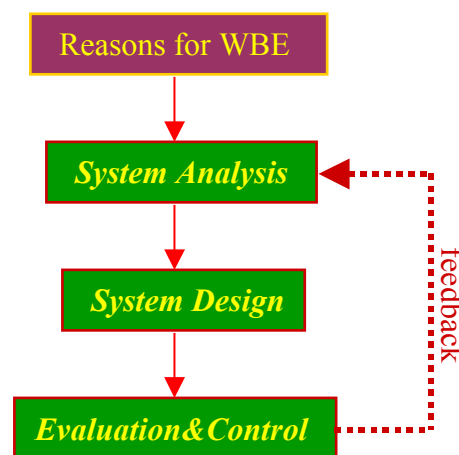 Reasons for WBE
System Analysis
System Design
Evaluation&Control
feedback